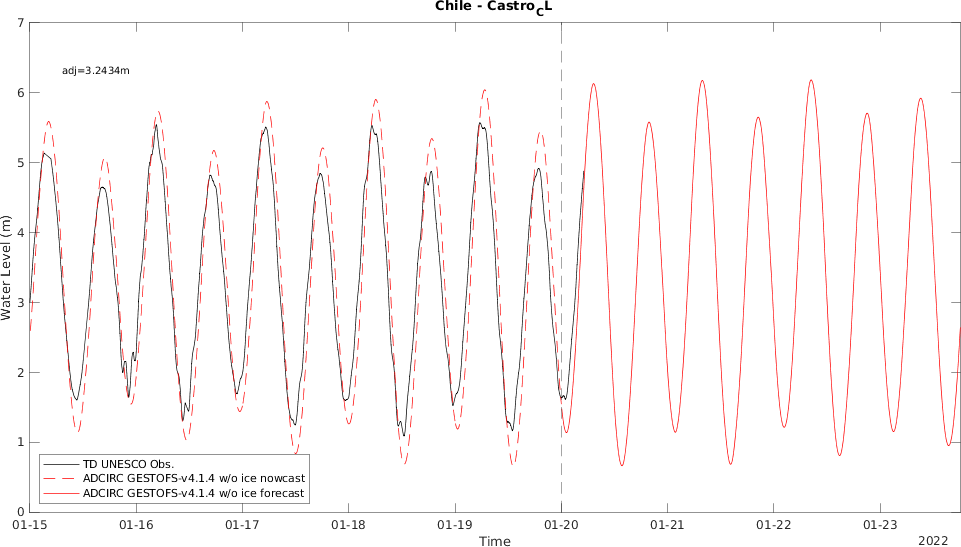 Chile - Castro_CL
7
6
5
4
3
2
1
0
Water Level (m)
adj=3.2434m
TD UNESCO Obs.
ADCIRC GESTOFS-v4.1.4 w/o ice nowcast
ADCIRC GESTOFS-v4.1.4 w/o ice forecast
01-15 01-16 01-17 01-18 01-19 01-20 01-21 01-22 01-23
Time
2022